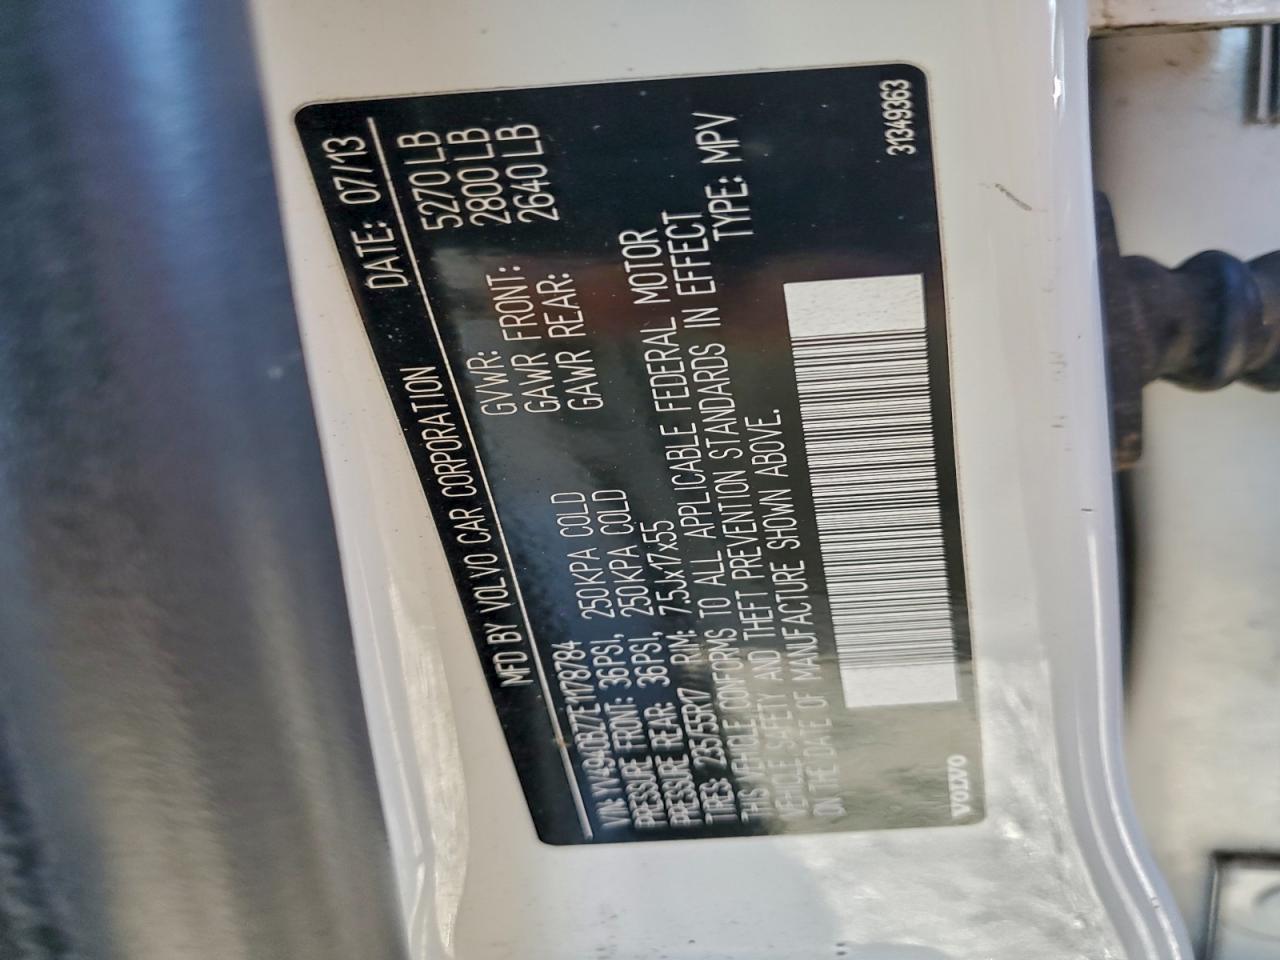 MFD BY VOLVO CAR CORPORATION DATE: 07/13
VIN: YV4940BZ7E1178784 GVWR: 5270 LB
PRESSURE FRONT: 36PSI, 250KPA COLD GAWR FRONT: 2800 LB
PRESSURE REAR: 36PSI, 250KPA COLD GAWR REAR: 2640 LB
TIRES: 235/55R17 RIM: 7.5Jx17x55
THIS VEHICLE CONFORMS TO ALL APPLICABLE FEDERAL MOTOR
VEHICLE SAFETY AND THEFT PREVENTION STANDARDS IN EFFECT
ON THE DATE OF MANUFACTURE SHOWN ABOVE. TYPE: MPV
VOLVO 31349363